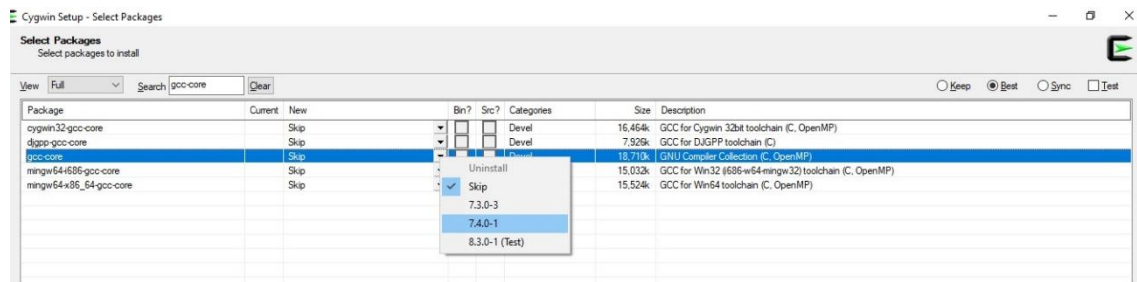 Cygwin Setup - Select Packages
Select Packages
Select packages to install
View Full Search gcc-core Clear Keep Best Sync Test
Package Current New Bin? Src? Categories Size Description
cygwin32-gcc-core Skip Devel 16,464k GCC for Cygwin 32bit toolchain (C, OpenMP)
djgpp-gcc-core Skip Devel 7,926k GCC for DJGPP toolchain (C)
gcc-core Skip Devel 18,710k GNU Compiler Collection (C, OpenMP)
mingw64-i686-gcc-core Skip 15,032k GCC for Win32 (i686-w64-mingw32) toolchain (C, OpenMP)
mingw64-x86_64-gcc-core Skip 15,524k GCC for Win64 toolchain (C, OpenMP)
Uninstall
Skip
7.3.0-3
7.4.0-1
8.3.0-1 (Test)